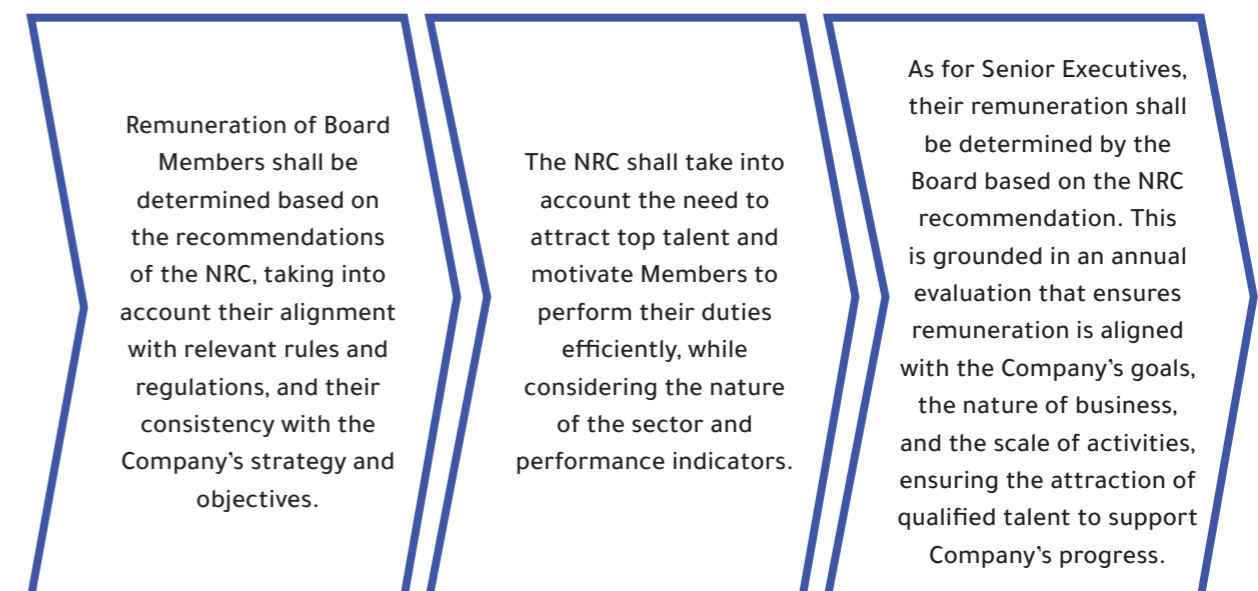 Remuneration of Board
Members shall be
determined based on
the recommendations
of the NRC, taking into
account their alignment
with relevant rules and
regulations, and their
consistency with the
Company’s strategy and
objectives.
The NRC shall take into
account the need to
attract top talent and
motivate Members to
perform their duties
efficiently, while
considering the nature
of the sector and
performance indicators.
As for Senior Executives,
their remuneration shall
be determined by the
Board based on the NRC
recommendation. This
is grounded in an annual
evaluation that ensures
remuneration is aligned
with the Company’s goals,
the nature of business,
and the scale of activities,
ensuring the attraction of
qualified talent to support
Company’s progress.